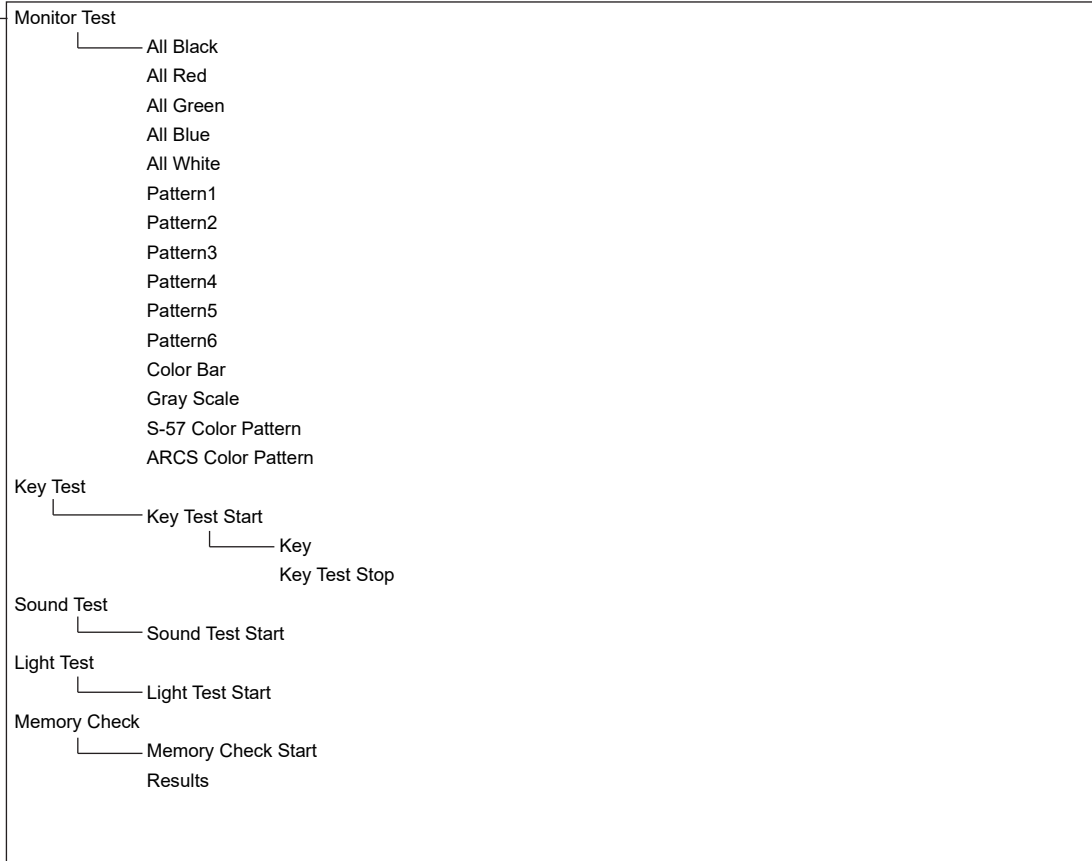 Monitor Test
All Black
All Red
All Green
All Blue
All White
Pattern1
Pattern2
Pattern3
Pattern4
Pattern5
Pattern6
Color Bar
Gray Scale
S-57 Color Pattern
ARCS Color Pattern
Key Test
Key Test Start
Key
Key Test Stop
Sound Test
Sound Test Start
Light Test
Light Test Start
Memory Check
Memory Check Start
Results